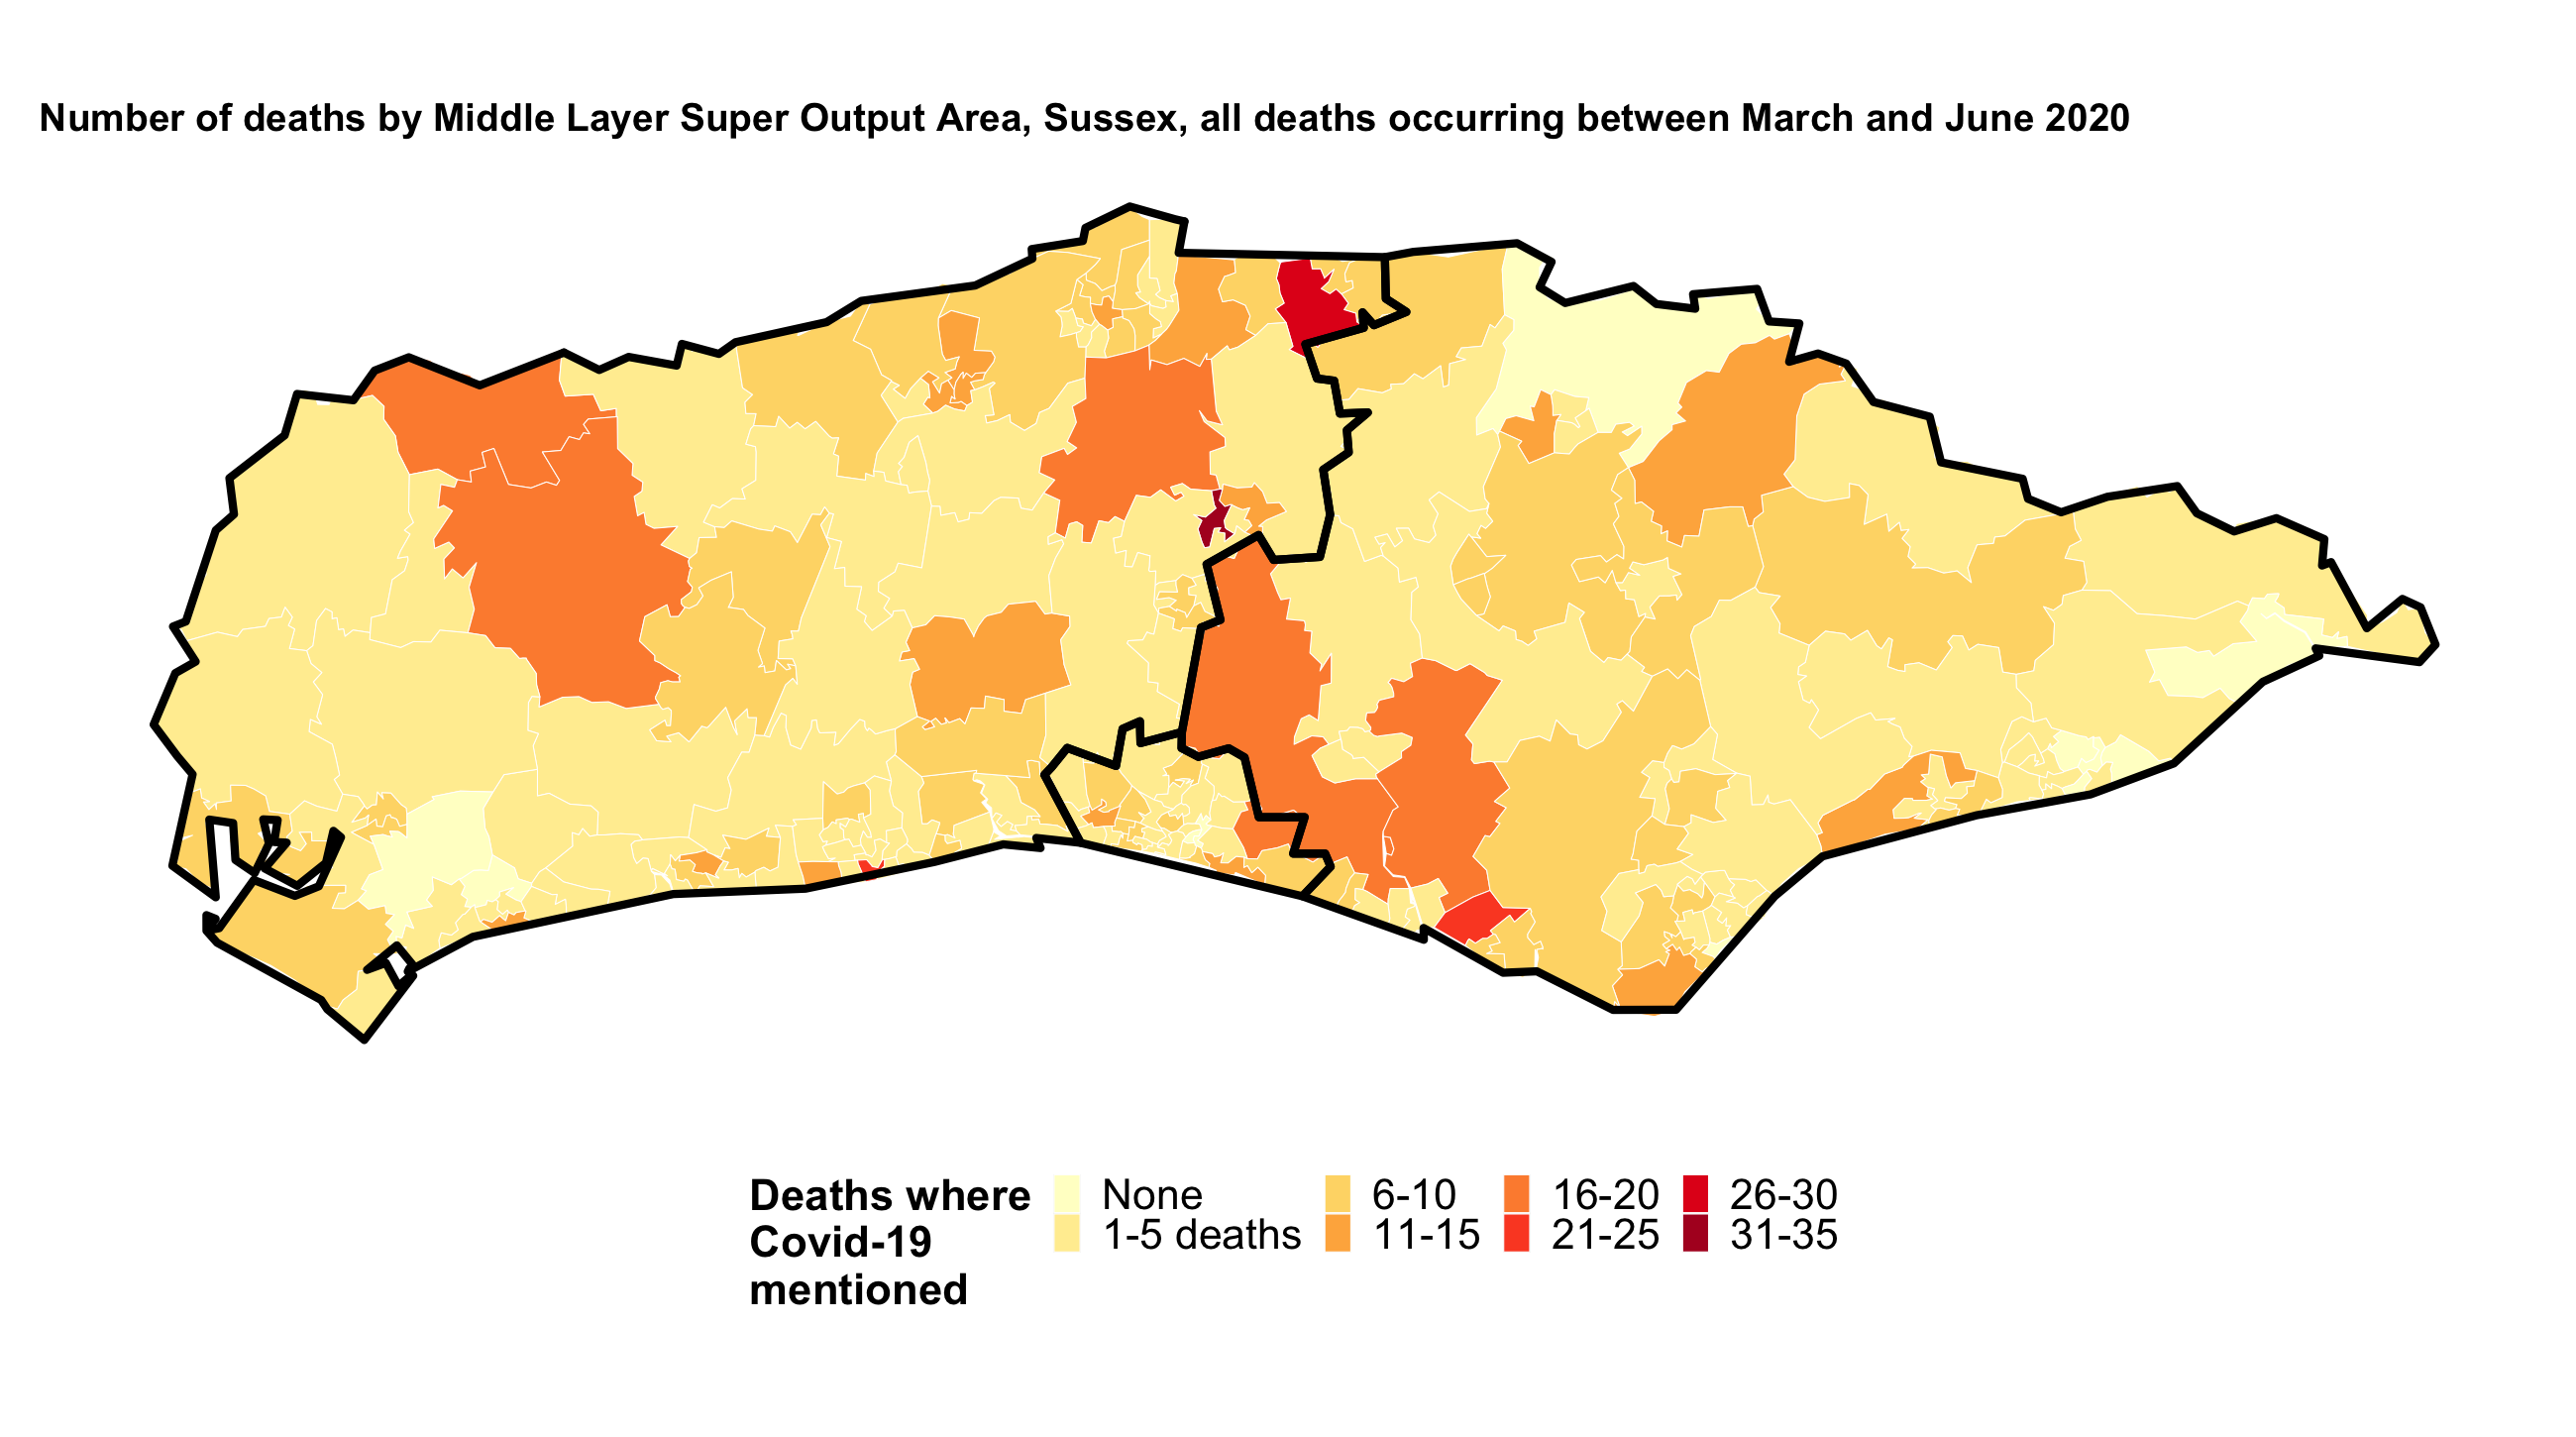 Number of deaths by Middle Layer Super Output Area, Sussex, all deaths occurring between March and June 2020
Deaths where
Covid-19
mentioned
None
1-5 deaths
6-10
11-15
16-20
21-25
26-30
31-35